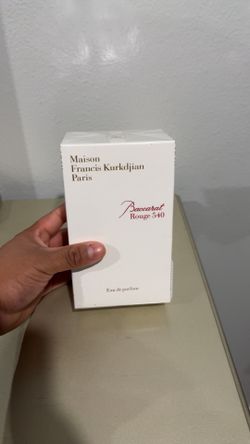 Maison
Francis Kurkdjian
Paris
Baccarat
Rouge 540
Eau de parfum